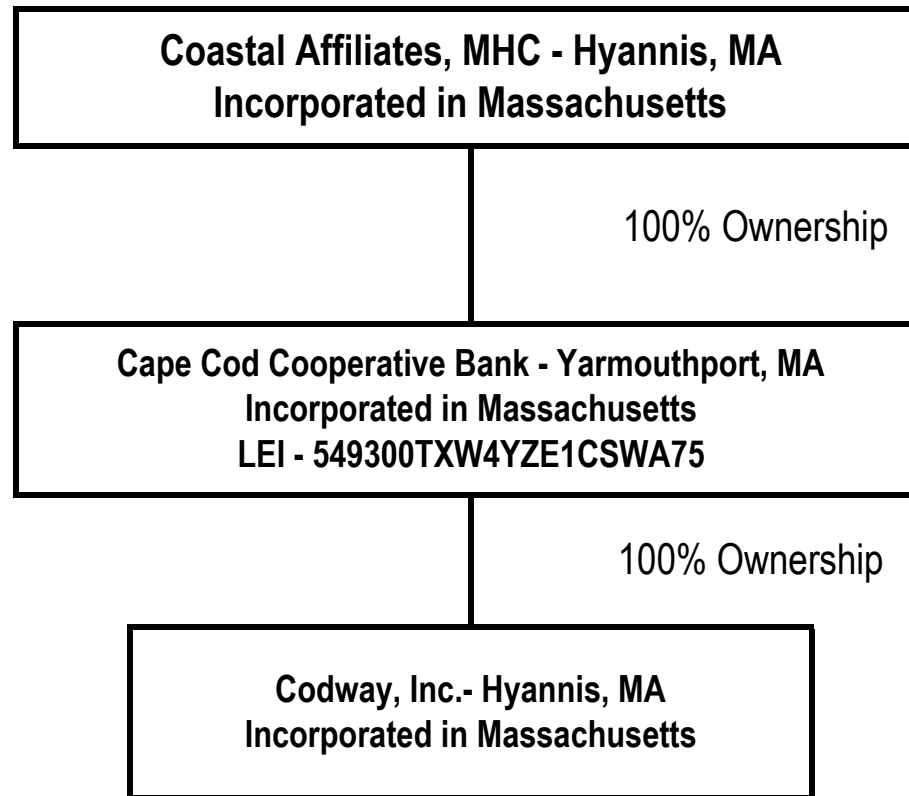 Coastal Affiliates, MHC - Hyannis, MA
Incorporated in Massachusetts
100% Ownership
Cape Cod Cooperative Bank - Yarmouthport, MA
Incorporated in Massachusetts
LEI - 549300TXW4YZE1CSWA75
100% Ownership
Codway, Inc.- Hyannis, MA
Incorporated in Massachusetts